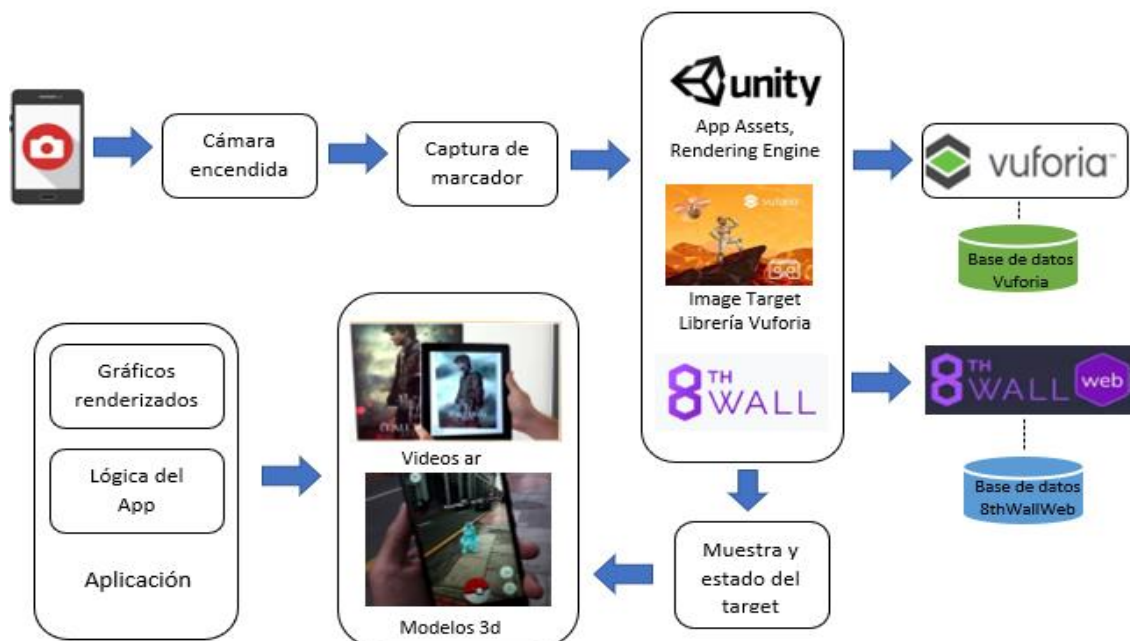 Cámara
encendida
Captura de
marcador
unity
App Assets,
Rendering Engine
vuforia
Image Target
Librería Vuforia
8TH
WALL
vuforia™
Base de datos
Vuforia
8TH
WALL web
Base de datos
8thWallWeb
Muestra y
estado del
target
Videos ar
Modelos 3d
Gráficos
renderizados
Lógica del
App
Aplicación